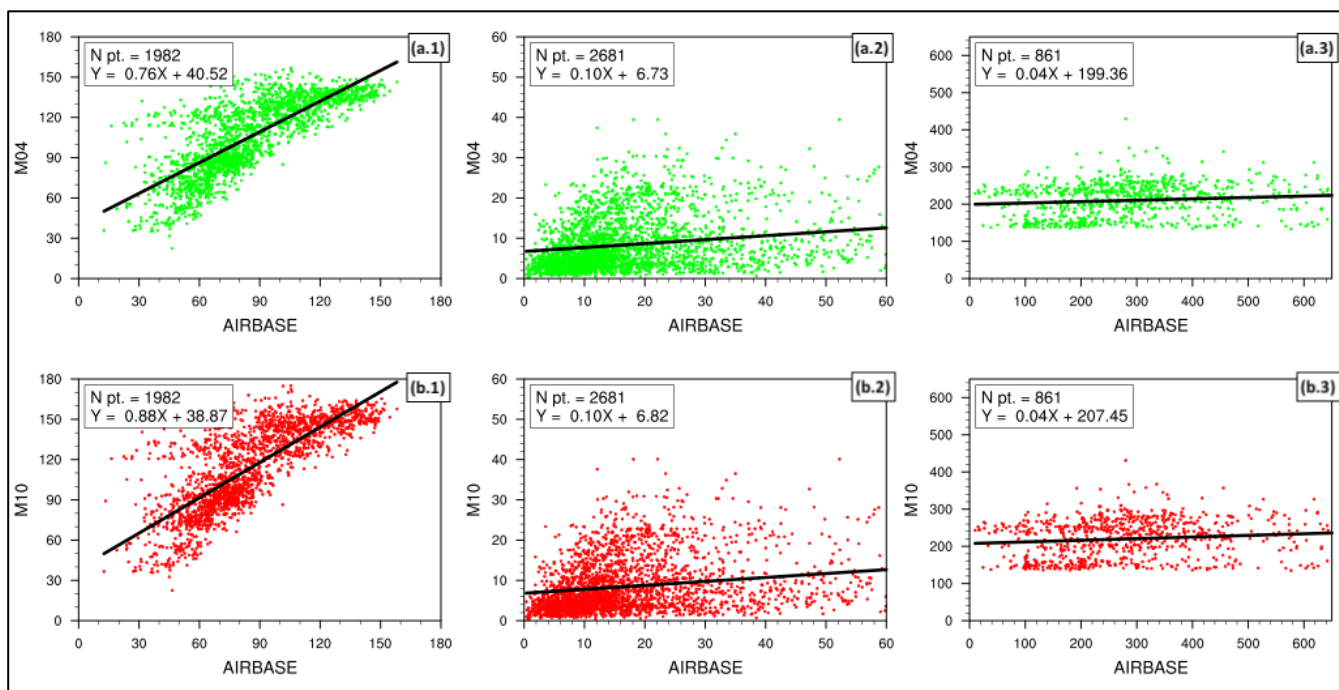 (a.1)
N pt. = 1982
Y = 0.76X + 40.52
180
150
120
90
60
30
0
M04
0 30 60 90 120 150 180
AIRBASE
(a.2)
N pt. = 2681
Y = 0.10X + 6.73
60
50
40
30
20
10
0
M04
0 10 20 30 40 50 60
AIRBASE
(a.3)
N pt. = 861
Y = 0.04X + 199.36
600
500
400
300
200
100
0
M04
0 100 200 300 400 500 600
AIRBASE
(b.1)
N pt. = 1982
Y = 0.88X + 38.87
180
150
120
90
60
30
0
M10
0 30 60 90 120 150 180
AIRBASE
(b.2)
N pt. = 2681
Y = 0.10X + 6.82
60
50
40
30
20
10
0
M10
0 10 20 30 40 50 60
AIRBASE
(b.3)
N pt. = 861
Y = 0.04X + 207.45
600
500
400
300
200
100
0
M10
0 100 200 300 400 500 600
AIRBASE